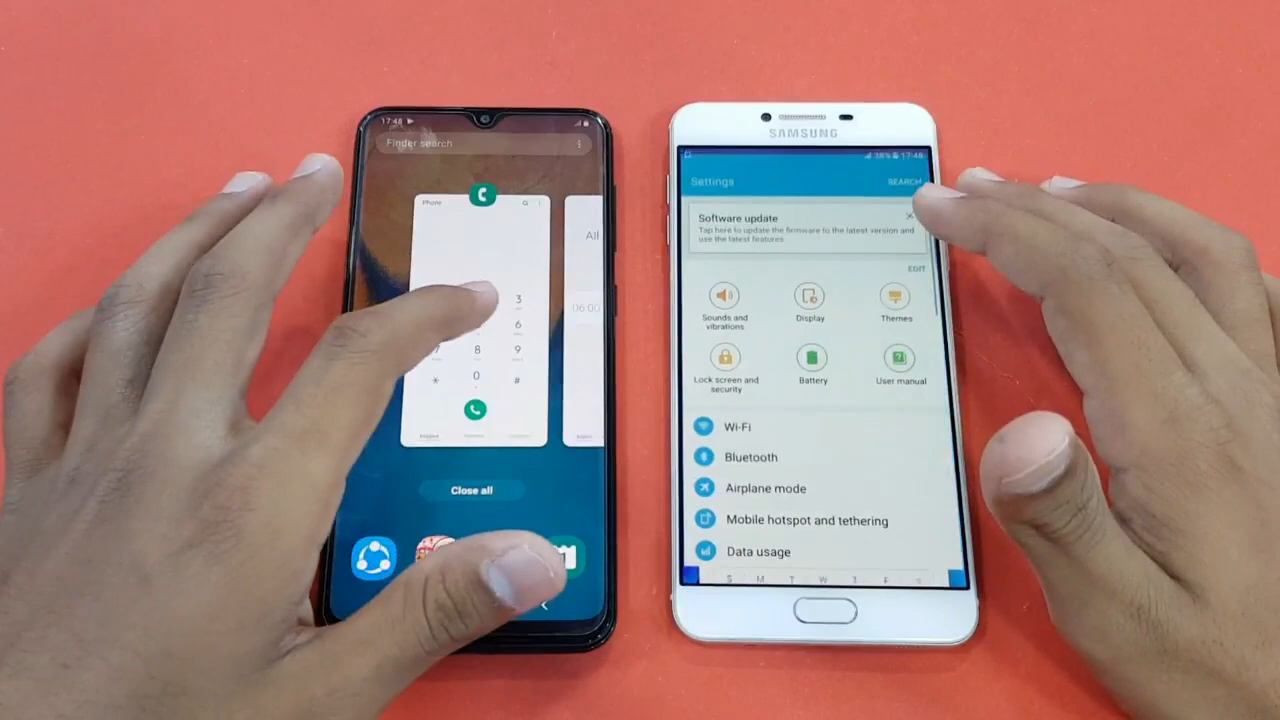 17:48
Finder search
Phone
All
06:00
3
6
7 8 9
* 0 #
Close all
SAMSUNG
38% 17:48
Settings
SEARCH
Software update
Tap here to update the firmware to the latest version and
use the latest features
EDIT
Sounds and
vibrations
Display
Themes
Lock screen and
security
Battery
User manual
Wi-Fi
Bluetooth
Airplane mode
Mobile hotspot and tethering
Data usage
S M T W T F S